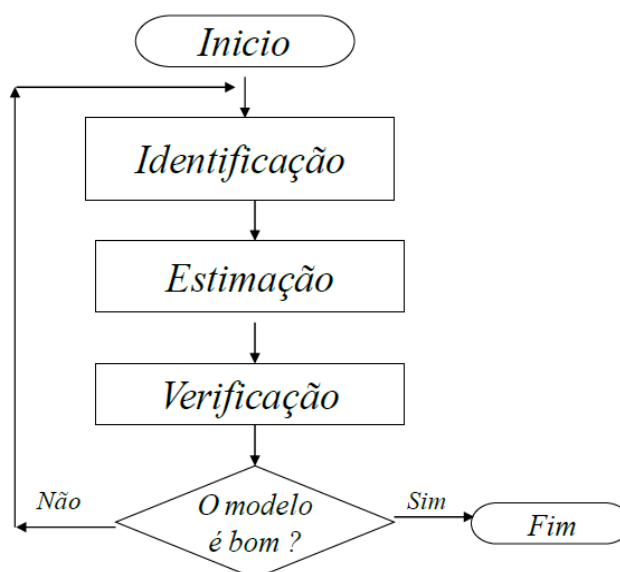 Inicio
Identificação
Estimação
Verificação
Não
O modelo
é bom ?
Sim
Fim